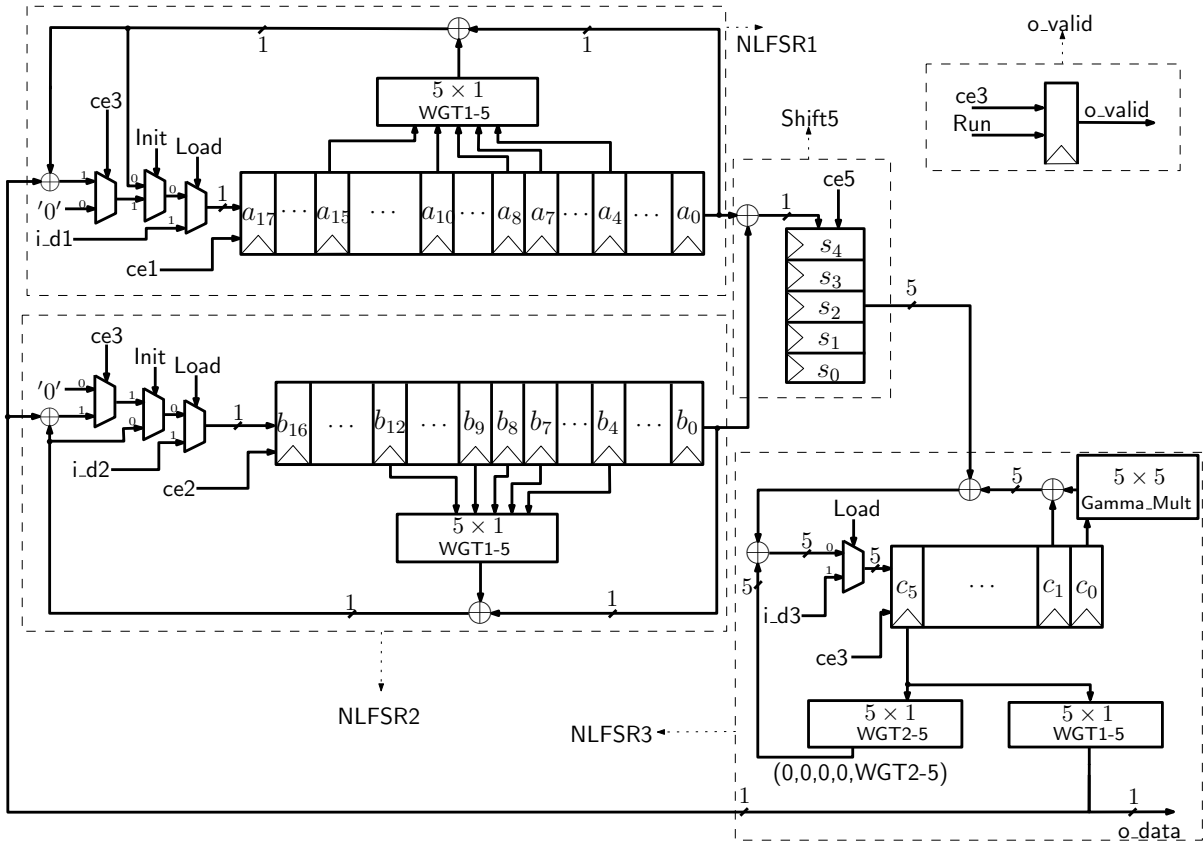 1
1
NLFSR1
o_valid
ce3
Run
o_valid
5 × 1
WGT1-5
ce3
Init
Load
Shift5
ce5
1
0
'0'
0
1
0
1
i_d1
1
ce1
a17 ··· a15 ··· a10 a8 a7 ··· a4 ··· a0
1
s4
s3
s2
s1
s0
5
ce3
Init
Load
'0'
0
1
1
0
0
1
i_d2
1
ce2
b16 ··· b12 ··· b9 b8 b7 ··· b4 ··· b0
5 × 1
WGT1-5
1
1
NLFSR2
5
5 × 5
Gamma_Mult
Load
5
0
1
5
5
i_d3
ce3
c5 ··· c1 c0
5 × 1
WGT2-5
5 × 1
WGT1-5
NLFSR3
(0,0,0,0,WGT2-5)
1
1
o_data